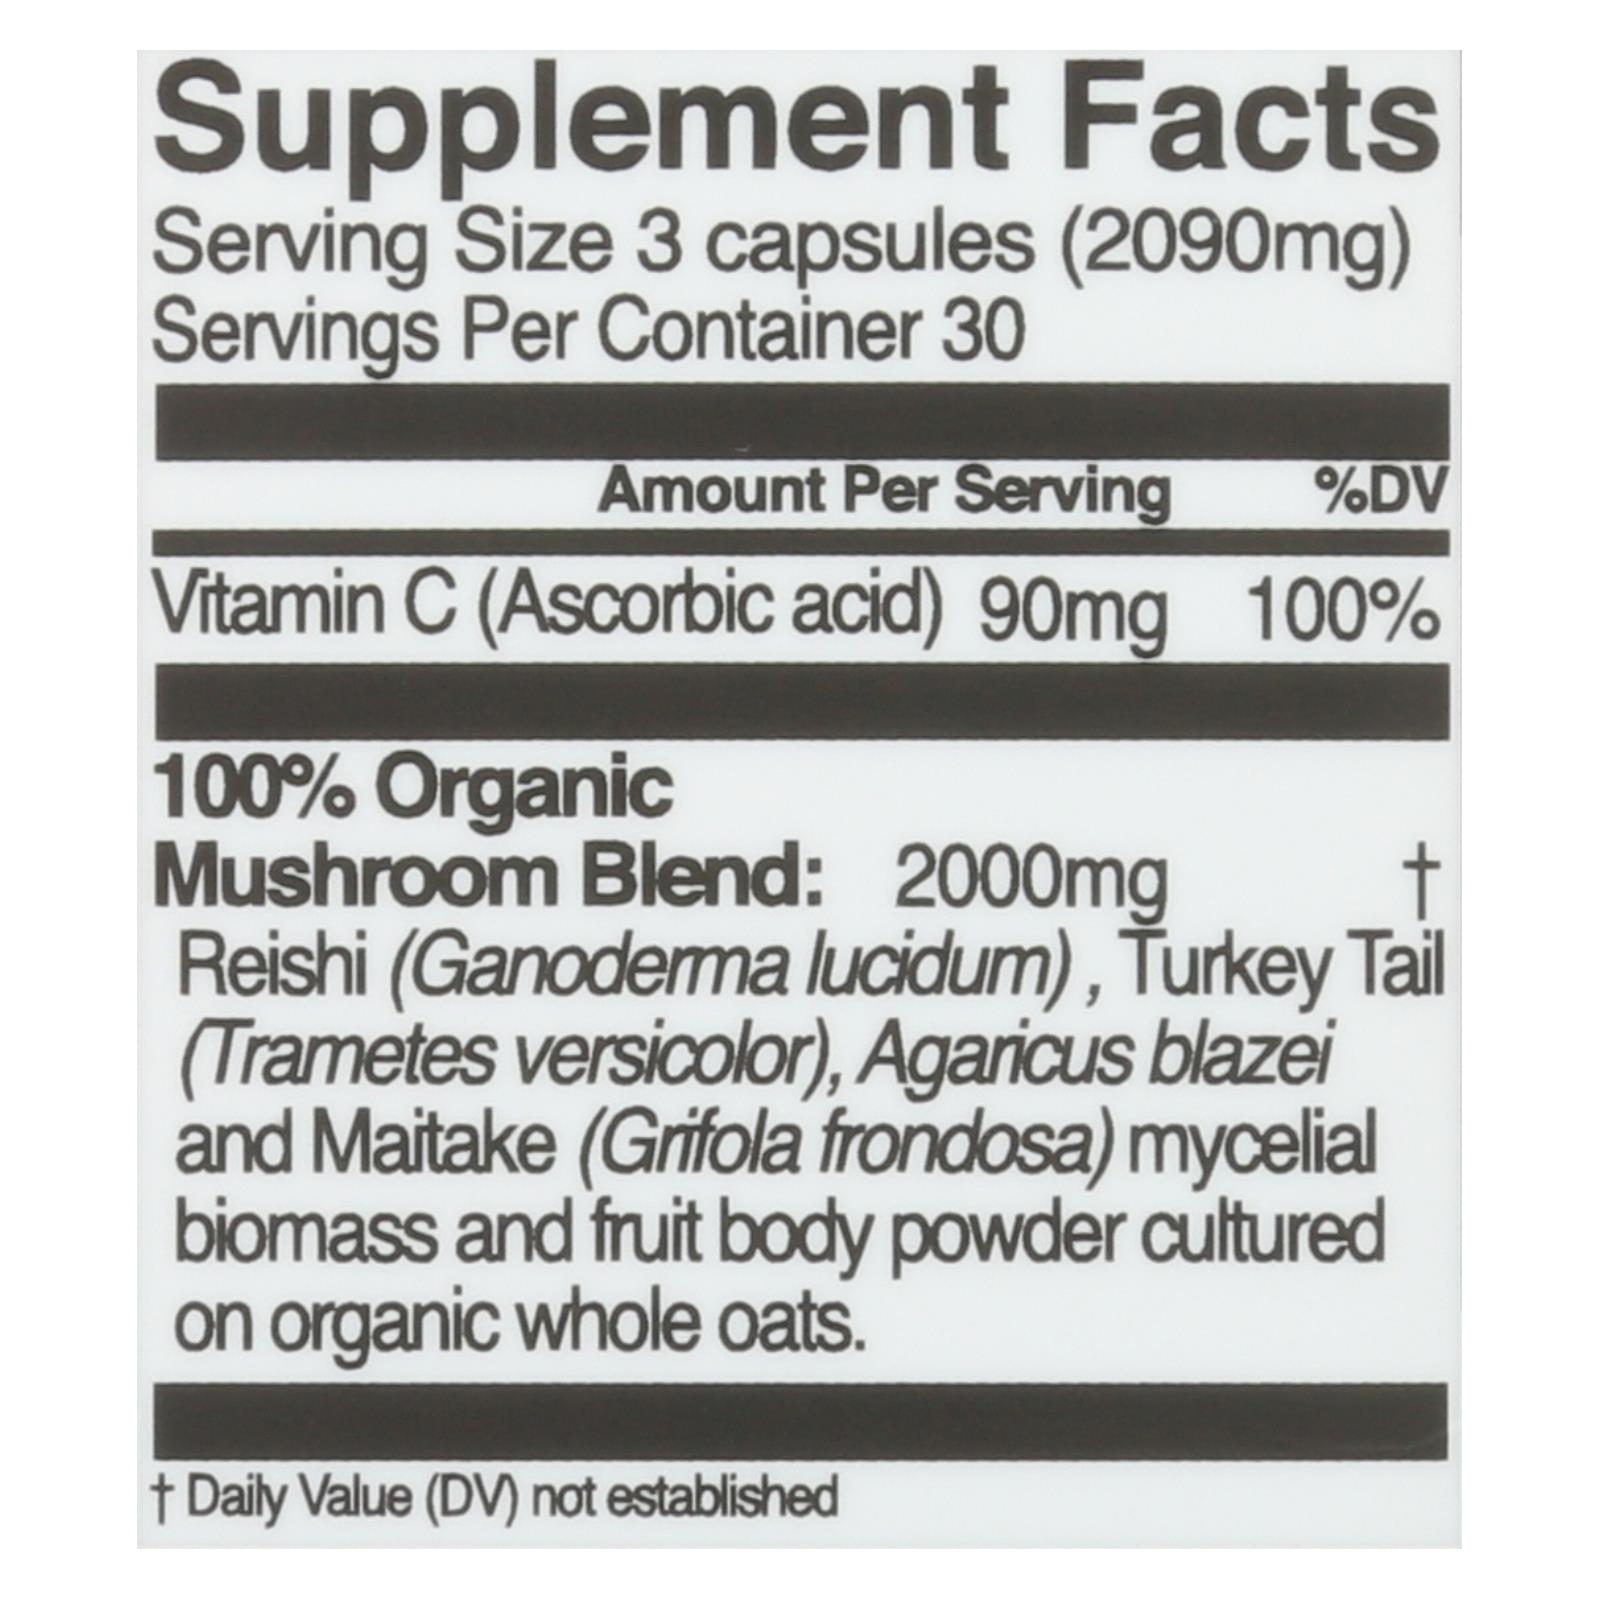 Supplement Facts
Serving Size 3 capsules (2090mg)
Servings Per Container 30
Amount Per Serving %DV
Vitamin C (Ascorbic acid) 90mg 100%
100% Organic
Mushroom Blend: 2000mg †
Reishi (Ganoderma lucidum) , Turkey Tail
(Trametes versicolor), Agaricus blazei
and Maitake (Grifola frondosa) mycelial
biomass and fruit body powder cultured
on organic whole oats.
† Daily Value (DV) not established